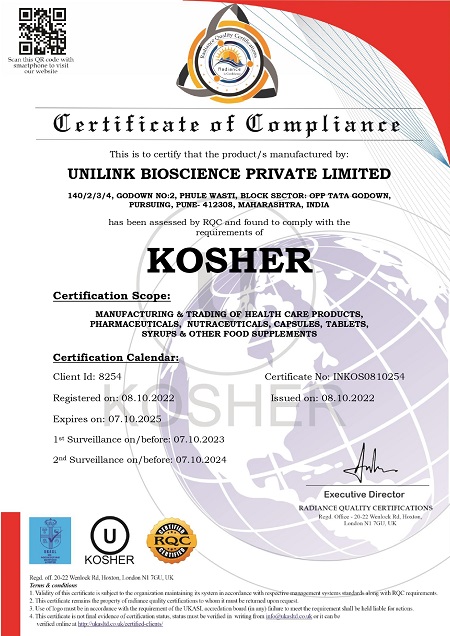 Scan this QR code with
smartphone to visit
our website
Radiance Quality Certifications
Radiance
Certificate of Compliance
This is to certify that the product/s manufactured by:
UNILINK BIOSCIENCE PRIVATE LIMITED
140/2/3/4, GODOWN NO:2, PHULE WASTI, BLOCK SECTOR: OPP TATA GODOWN,
PURSUING, PUNE- 412308, MAHARASHTRA, INDIA
has been assessed by RQC and found to comply with the
requirements of
KOSHER
Certification Scope:
MANUFACTURING & TRADING OF HEALTH CARE PRODUCTS,
PHARMACEUTICALS, NUTRACEUTICALS, CAPSULES, TABLETS,
SYRUPS & OTHER FOOD SUPPLEMENTS
Certification Calendar:
Client Id: 8254
Certificate No: INKOS0810254
Registered on: 08.10.2022
Issued on: 08.10.2022
KOSHER
Expires on: 07.10.2025
1st Surveillance on/before: 07.10.2023
2nd Surveillance on/before: 07.10.2024
Executive Director
RADIANCE QUALITY CERTIFICATIONS
Regd. Office - 20-22 Wenlock Rd, Hoxton,
London N1 7GU, UK
U
KOSHER
CERTIFIED
RQC
CERTIFIED
Regd. off. 20-22 Wenlock Rd, Hoxton, London N1 7GU, UK
Terms & conditions
1. Validity of this certificate is subject to the organization maintaining its system in accordance with respective management systems standards along with RQC requirements.
2. This certificate remains the property of radiance quality certifications to whom it must be returned upon request.
3. Use of logo must be in accordance with the requirement of the UKASL accredation board (in any) failure to meet the requirement shall be held liable for actions.
4. This certificate is not final evidence of certification status, status must be verified in writing from info@ukashd.co.uk or it can be
verified online at http://ukashd.co.uk/certified-clients/